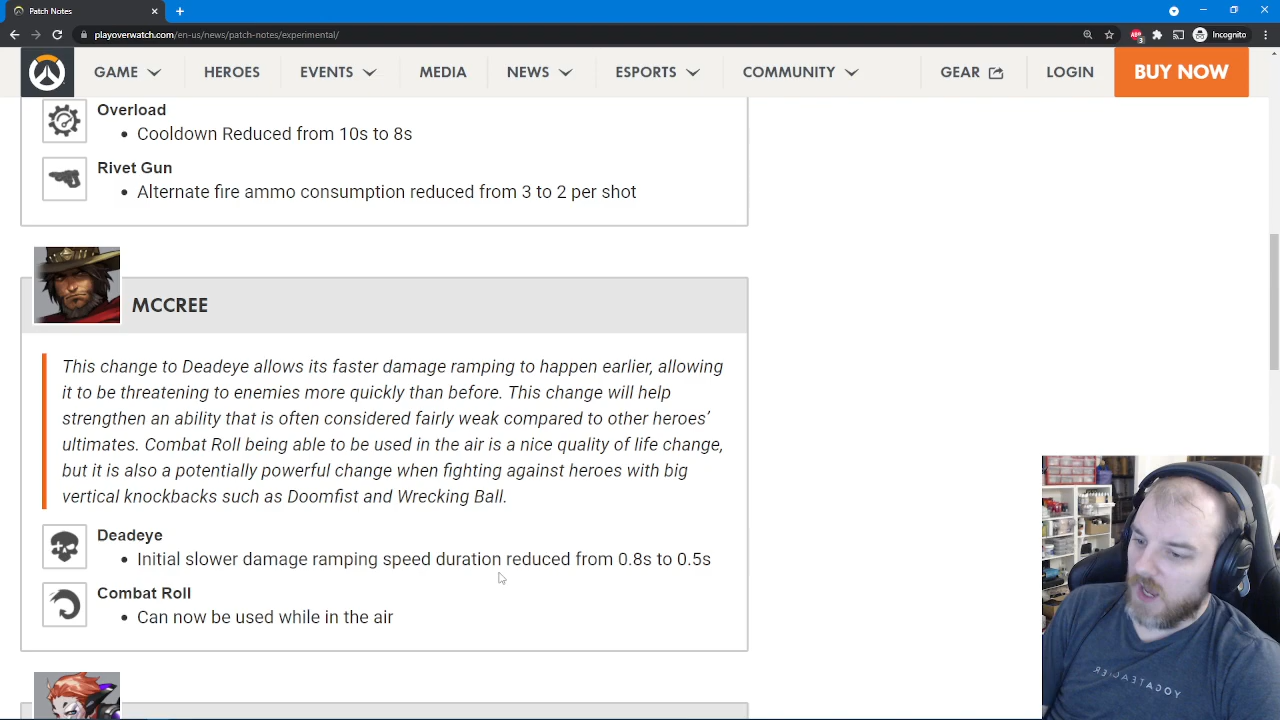 Patch Notes
playoverwatch.com/en-us/news/patch-notes/experimental/
ABP
3
Incognito
GAME
HEROES
EVENTS
MEDIA
NEWS
ESPORTS
COMMUNITY
GEAR
LOGIN
BUY NOW
Overload
• Cooldown Reduced from 10s to 8s
Rivet Gun
• Alternate fire ammo consumption reduced from 3 to 2 per shot
MCCREE
This change to Deadeye allows its faster damage ramping to happen earlier, allowing
it to be threatening to enemies more quickly than before. This change will help
strengthen an ability that is often considered fairly weak compared to other heroes’
ultimates. Combat Roll being able to be used in the air is a nice quality of life change,
but it is also a potentially powerful change when fighting against heroes with big
vertical knockbacks such as Doomfist and Wrecking Ball.
Deadeye
• Initial slower damage ramping speed duration reduced from 0.8s to 0.5s
Combat Roll
• Can now be used while in the air
YOGATEALIER